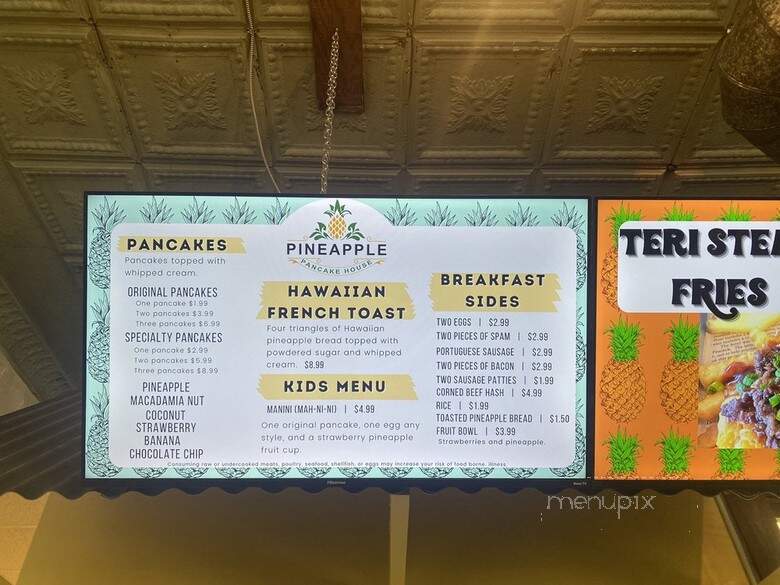 PANCAKES
Pancakes topped with
whipped cream.
ORIGINAL PANCAKES
One pancake $1.99
Two pancakes $3.99
Three pancakes $6.99
SPECIALTY PANCAKES
One pancake $2.99
Two pancakes $5.99
Three pancakes $8.99
PINEAPPLE
MACADAMIA NUT
COCONUT
STRAWBERRY
BANANA
CHOCOLATE CHIP
PINEAPPLE
PANCAKE HOUSE
HAWAIIAN
FRENCH TOAST
Four triangles of Hawaiian
pineapple bread topped with
powdered sugar and whipped
cream. $8.99
KIDS MENU
MANINI (MAH-NI-NI) | $4.99
One original pancake, one egg any
style, and a strawberry pineapple
fruit cup.
BREAKFAST
SIDES
TWO EGGS | $2.99
TWO PIECES OF SPAM | $2.99
PORTUGUESE SAUSAGE | $2.99
TWO PIECES OF BACON | $2.99
TWO SAUSAGE PATTIES | $1.99
CORNED BEEF HASH | $4.99
RICE | $1.99
TOASTED PINEAPPLE BREAD | $1.50
FRUIT BOWL | $3.99
Strawberries and pineapple.
Consuming raw or undercooked meats, poultry, seafood, shellfish, or eggs may increase your risk of food borne illness.
Hisense
Roku TV
TERI STEA
FRIES
menupix